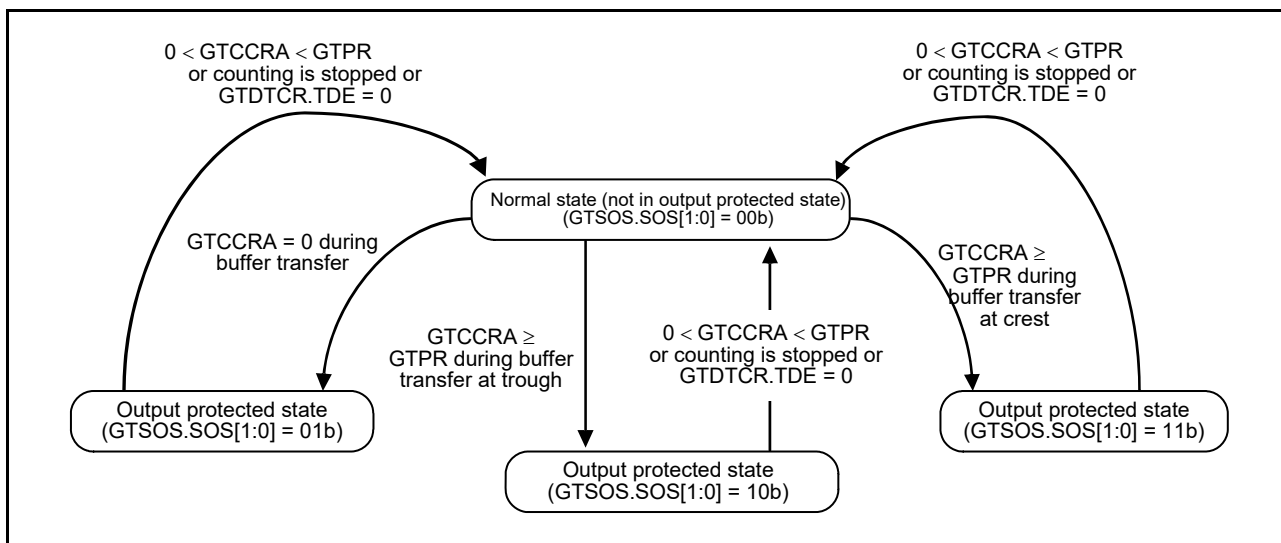 0 < GTCCRA < GTPR
or counting is stopped or
GTDTCR.TDE = 0
0 < GTCCRA < GTPR
or counting is stopped or
GTDTCR.TDE = 0
Normal state (not in output protected state)
(GTSOS.SOS[1:0] = 00b)
GTCCRA = 0 during
buffer transfer
GTCCRA ≥
GTPR during
buffer transfer
at crest
GTCCRA ≥
GTPR during buffer
transfer at trough
0 < GTCCRA < GTPR
or counting is stopped or
GTDTCR.TDE = 0
Output protected state
(GTSOS.SOS[1:0] = 01b)
Output protected state
(GTSOS.SOS[1:0] = 11b)
Output protected state
(GTSOS.SOS[1:0] = 10b)